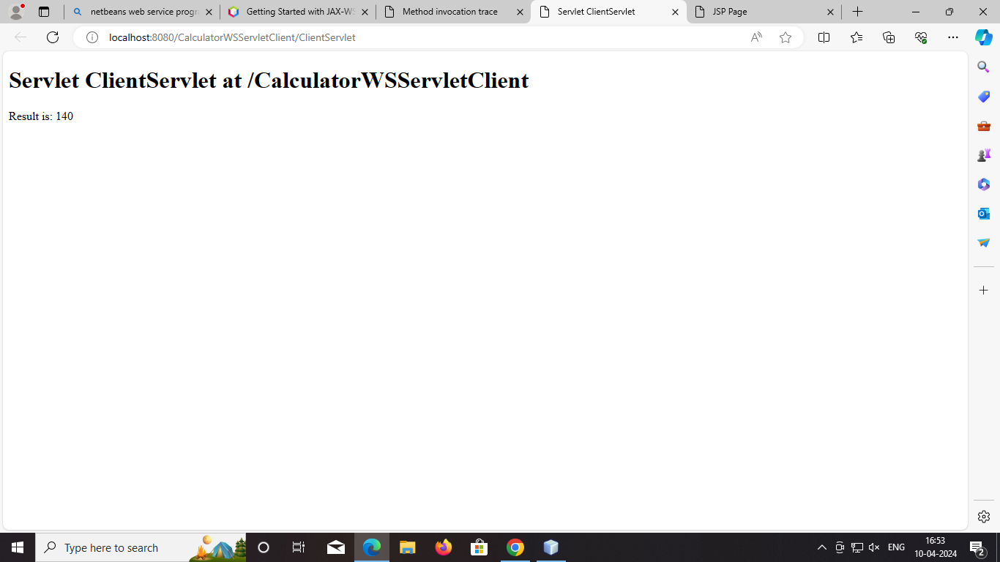 netbeans web service progr
Getting Started with JAX-WS
Method invocation trace
Servlet ClientServlet
JSP Page
localhost:8080/CalculatorWSServletClient/ClientServlet
Servlet ClientServlet at /CalculatorWSServletClient
Result is: 140
Type here to search
ENG
16:53
10-04-2024
2